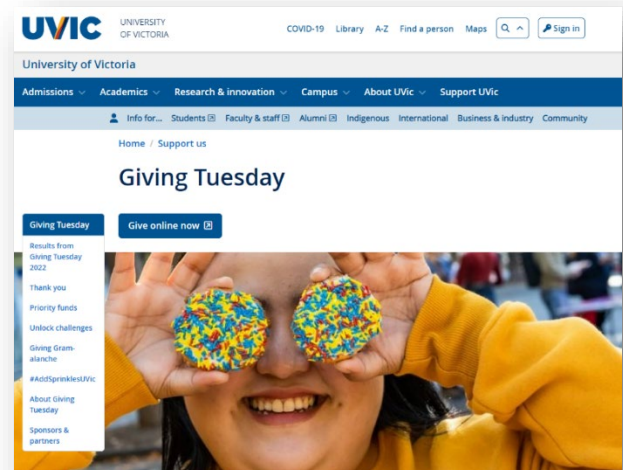 UVIC
UNIVERSITY
OF VICTORIA
COVID-19 Library A-Z Find a person Maps Sign in
University of Victoria
Admissions Academics Research & innovation Campus About UVic Support UVic
Info for... Students Faculty & staff Alumni Indigenous International Business & industry Community
Home / Support us
Giving Tuesday
Give online now
Giving Tuesday
Results from
Giving Tuesday
2022
Thank you
Priority funds
Unlock challenges
Giving Gram-
alanche
#AddSprinklesUVic
About Giving
Tuesday
Sponsors &
partners